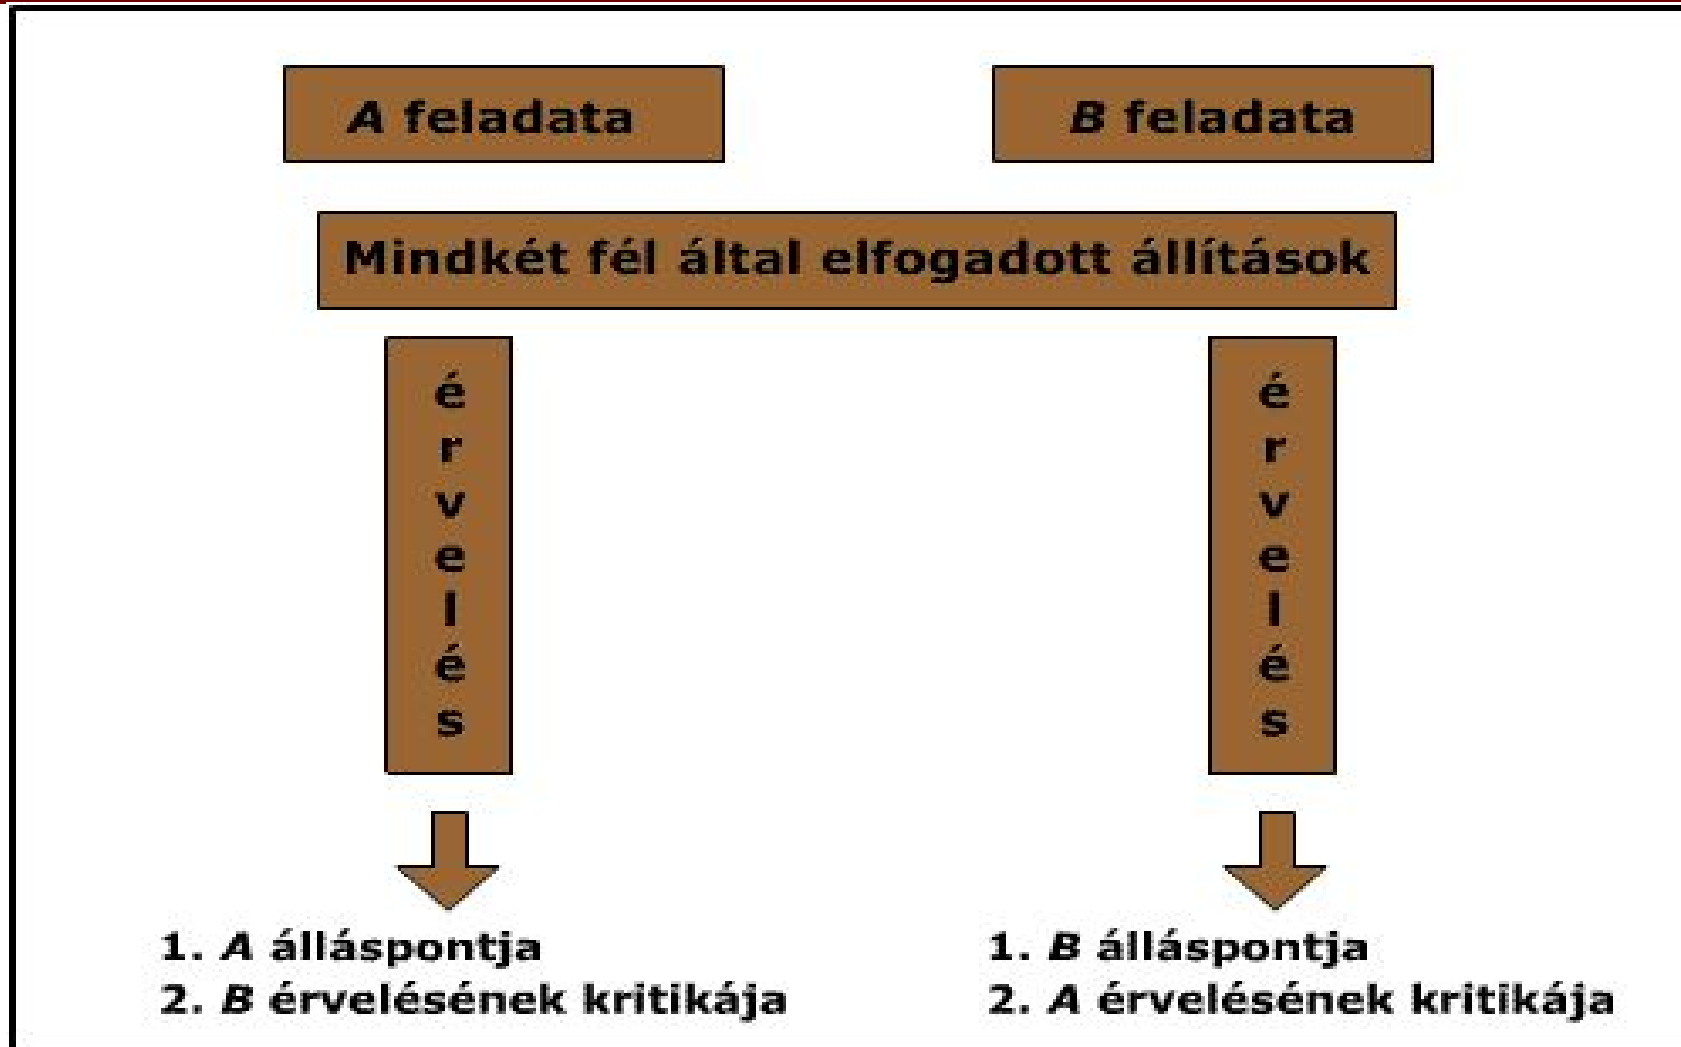 A feladata
B feladata
Mindkét fél által elfogadott állítások
érvelés
érvelés
1. A álláspontja
2. B érvelésének kritikája
1. B álláspontja
2. A érvelésének kritikája